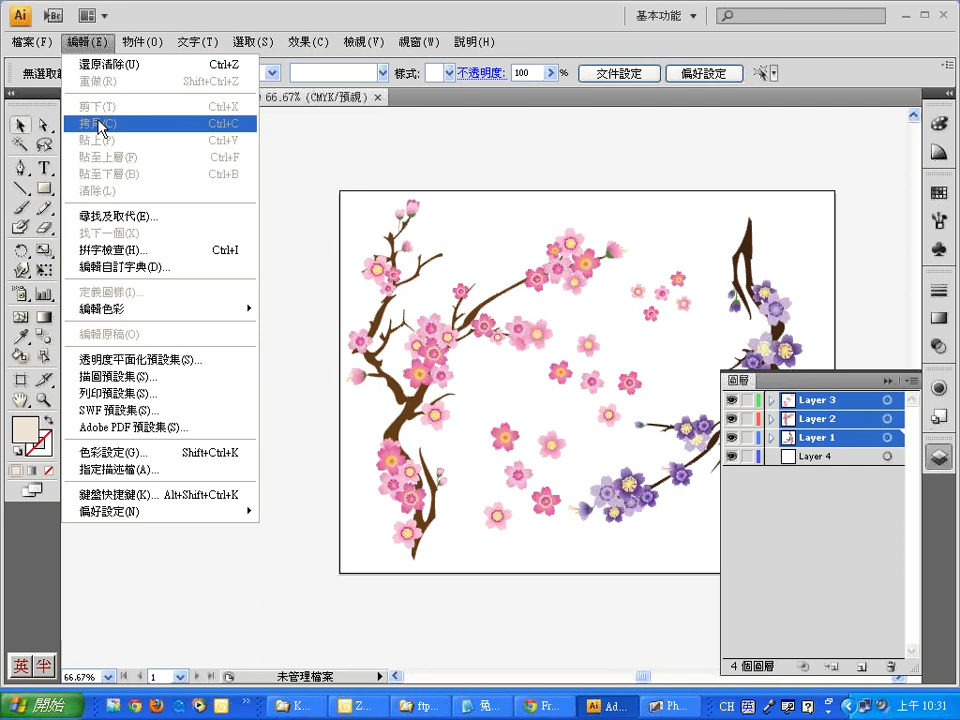 Ai
Br
基本功能
檔案(F) 編輯(E) 物件(O) 文字(T) 選取(S) 效果(C) 檢視(V) 視窗(W) 說明(H)
無選取
樣式:
不透明度:
100
%
文件設定
偏好設定
66.67% (CMYK/預視)
還原清除(U) Ctrl+Z
重做(R) Shift+Ctrl+Z
剪下(T) Ctrl+X
拷貝(C) Ctrl+C
貼上(P) Ctrl+V
貼至上層(F) Ctrl+F
貼至下層(B) Ctrl+B
清除(L)
尋找及取代(E)...
找下一個(X)
拼字檢查(H)... Ctrl+I
編輯自訂字典(D)...
定義圖樣(I)...
編輯色彩
編輯原稿(O)
透明度平面化預設集(S)...
描圖預設集(S)...
列印預設集(S)...
SWF 預設集(S)...
Adobe PDF 預設集(S)...
色彩設定(G)... Shift+Ctrl+K
指定描述檔(A)...
鍵盤快捷鍵(K)... Alt+Shift+Ctrl+K
偏好設定(N)
圖層
Layer 3
Layer 2
Layer 1
Layer 4
4 個圖層
英 半
66.67%
1
未管理檔案
開始
K...
Z...
ftp...
兔...
Fr...
Ad...
Ph...
CH
上午 10:31